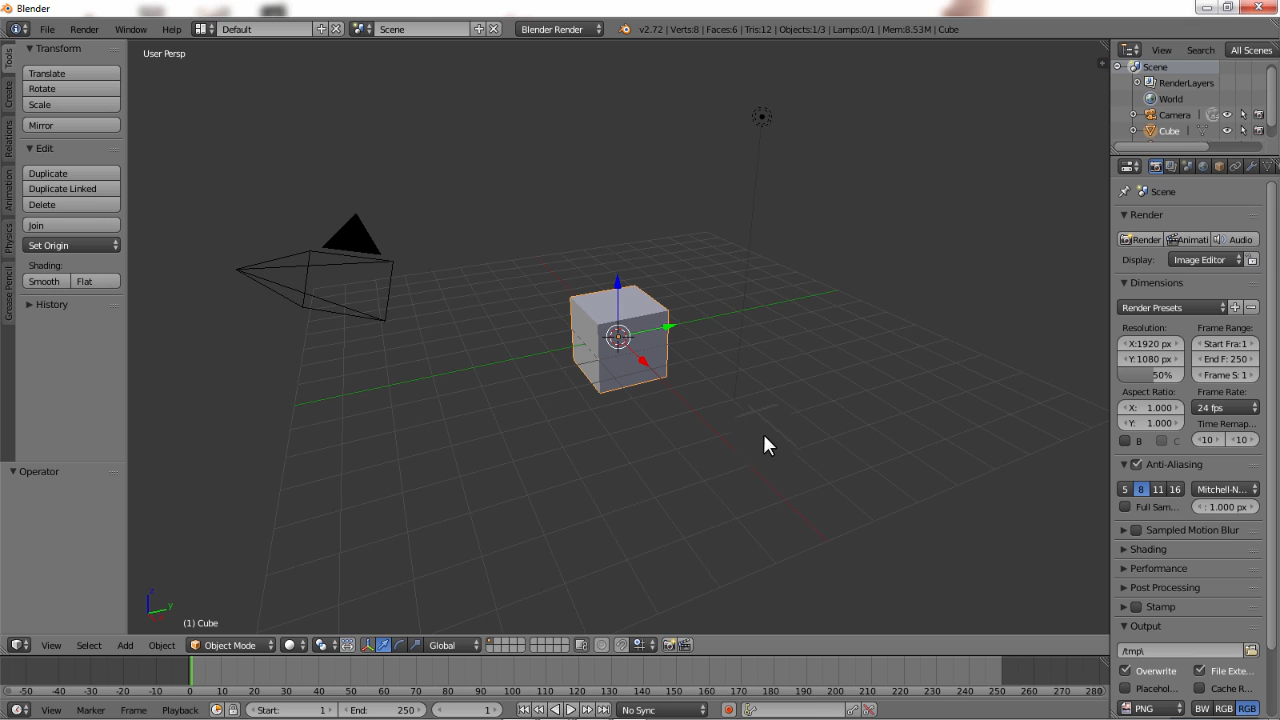 Blender
File Render Window Help Default Scene Blender Render v2.72 | Verts:8 | Faces:6 | Tris:12 | Objects:1/3 | Lamps:0/1 | Mem:8.53M | Cube
Tools
Create
Relations
Animation
Physics
Grease Pencil
Transform
Translate
Rotate
Scale
Mirror
Edit
Duplicate
Duplicate Linked
Delete
Join
Set Origin
Shading:
Smooth Flat
History
Operator
User Persp
z
y
(1) Cube
View Search All Scenes
Scene
RenderLayers
World
Camera
Cube
Scene
Render
Render Animati Audio
Display: Image Editor
Dimensions
Render Presets
Resolution: Frame Range:
X:1920 px Start Fra:1
Y:1080 px End F: 250
50% Frame S: 1
Aspect Ratio: Frame Rate:
X: 1.000 24 fps
Y: 1.000 Time Remap...
B C 10 10
Anti-Aliasing
5 8 11 16 Mitchell-N...
Full Sam... : 1.000 px
Sampled Motion Blur
Shading
Performance
Post Processing
Stamp
Output
/tmp\
Overwrite File Exte...
Placehol... Cache R...
PNG BW RGB RGB
View Select Add Object Object Mode Global
-50 -40 -30 -20 -10 0 10 20 30 40 50 60 70 80 90 100 110 120 130 140 150 160 170 180 190 200 210 220 230 240 250 260 270 280
View Marker Frame Playback Start: 1 End: 250 1 No Sync